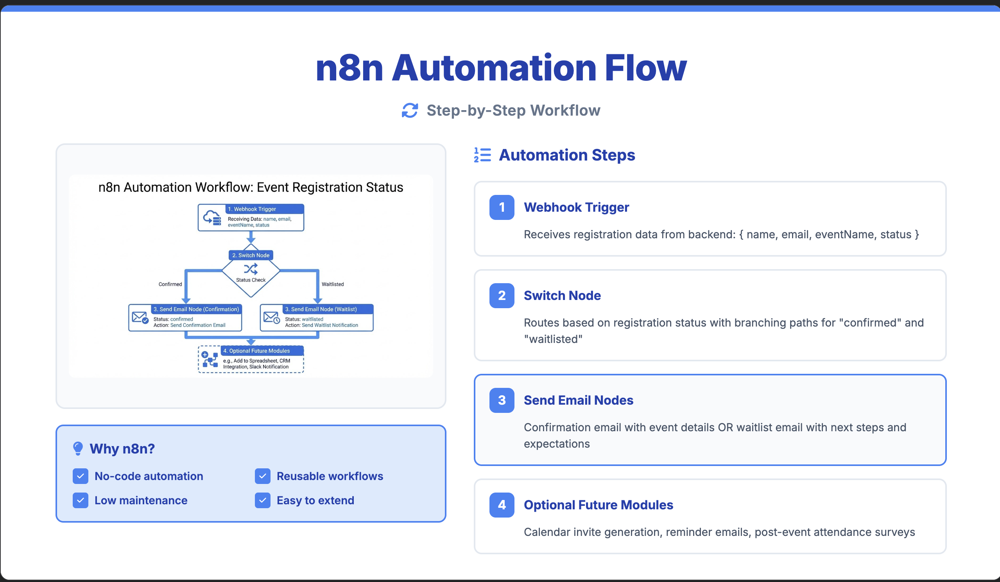 n8n Automation Flow
Step-by-Step Workflow
n8n Automation Workflow: Event Registration Status
1. Webhook Trigger
Receiving Data: name, email,
eventName, status
2. Switch Node
Status Check
Confirmed
Waitlisted
3. Send Email Node (Confirmation)
Status: confirmed
Action: Send Confirmation Email
3. Send Email Node (Waitlist)
Status: waitlisted
Action: Send Waitlist Notification
4. Optional Future Modules
e.g., Add to Spreadsheet, CRM
Integration, Slack Notification
Why n8n?
No-code automation
Reusable workflows
Low maintenance
Easy to extend
1
2
Automation Steps
1
Webhook Trigger
Receives registration data from backend: { name, email, eventName, status }
2
Switch Node
Routes based on registration status with branching paths for "confirmed" and
"waitlisted"
3
Send Email Nodes
Confirmation email with event details OR waitlist email with next steps and
expectations
4
Optional Future Modules
Calendar invite generation, reminder emails, post-event attendance surveys